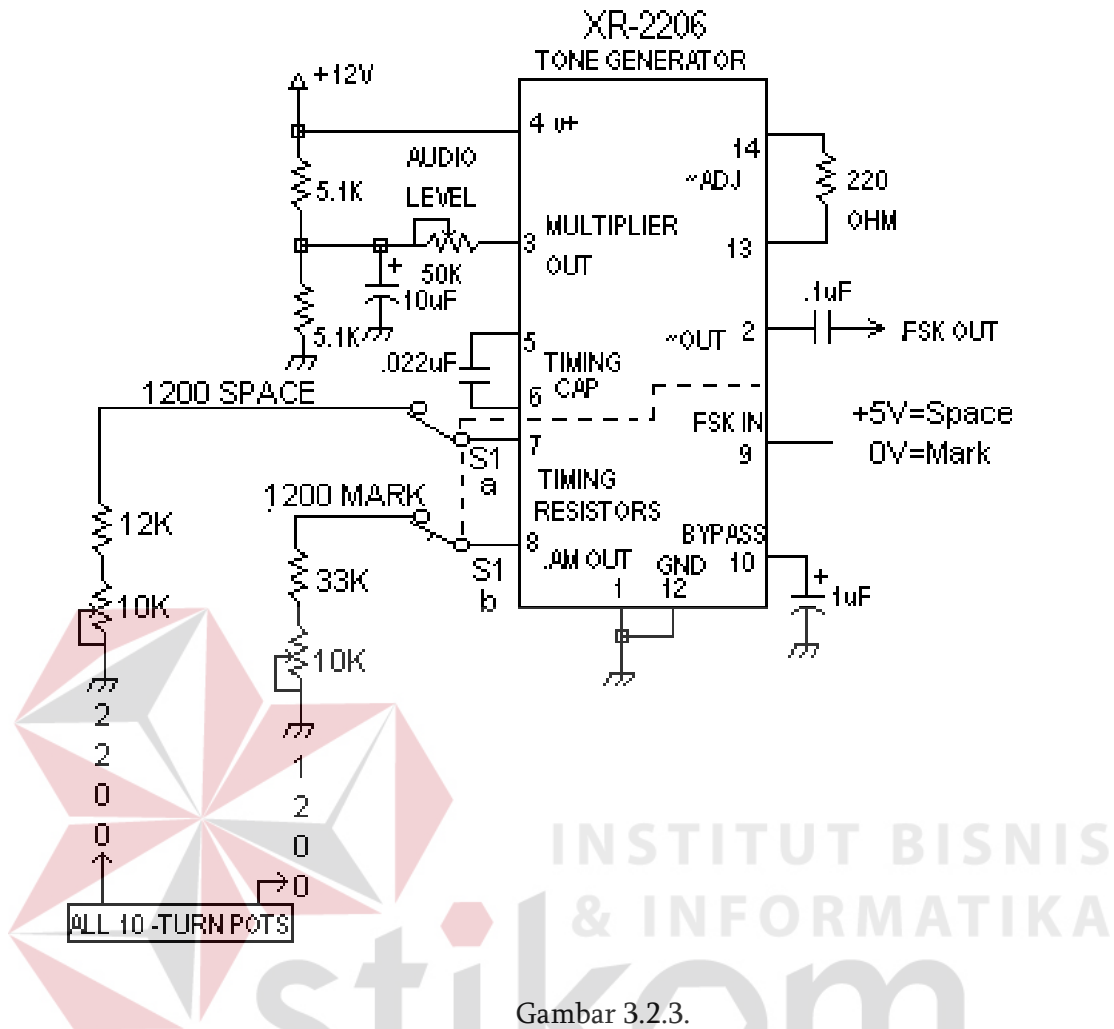 XR-2206
TONE GENERATOR
+12V
4 v+
14
AUDIO
LEVEL
~ADJ
220
OHM
5.1K
MULTIPLIER
OUT
3
13
50K
+
10uF
.1uF
5.1K
5
~OUT 2
.FSK OUT
.022uF
TIMING
CAP
6
1200 SPACE
FSK IN
9
+5V=Space
0V=Mark
7
S1
a
TIMING
RESISTORS
1200 MARK
8
BYPASS
10
.AM OUT
GND
1
12
S1
b
+
1uF
12K
33K
10K
10K
2
2
0
0
1
2
0
0
ALL 10-TURN POTS
INSTITUT BISNIS
& INFORMATIKA
stikom
Gambar 3.2.3.